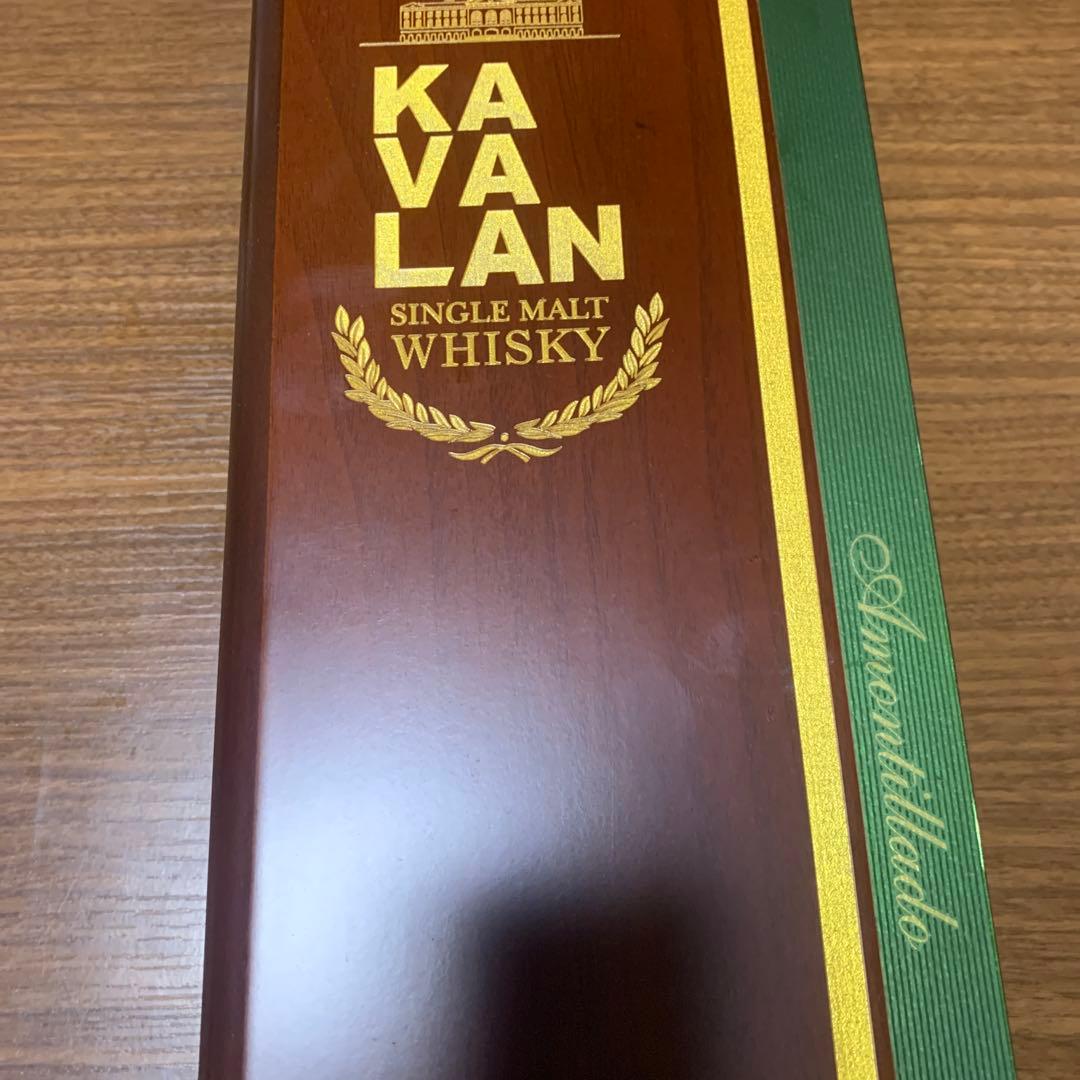 KA
VA
LAN
SINGLE MALT
WHISKY
Amontillado